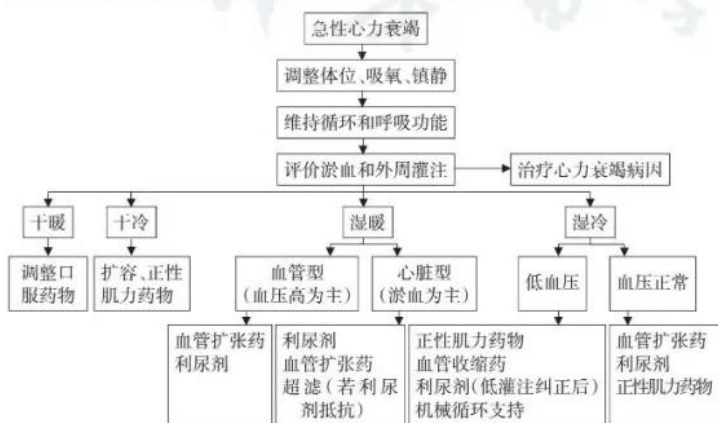 急性心力衰竭
调整体位、吸氧、镇静
维持循环和呼吸功能
评价淤血和外周灌注
治疗心力衰竭病因
干暖
干冷
湿暖
湿冷
调整口
服药物
扩容、正性
肌力药物
血管型
(血压高为主)
心脏型
(淤血为主)
低血压
血压正常
血管扩张药
利尿剂
利尿剂
血管扩张药
超滤(若利尿
剂抵抗)
正性肌力药物
血管收缩药
利尿剂(低灌注纠正后)
机械循环支持
血管扩张药
利尿剂
正性肌力药物